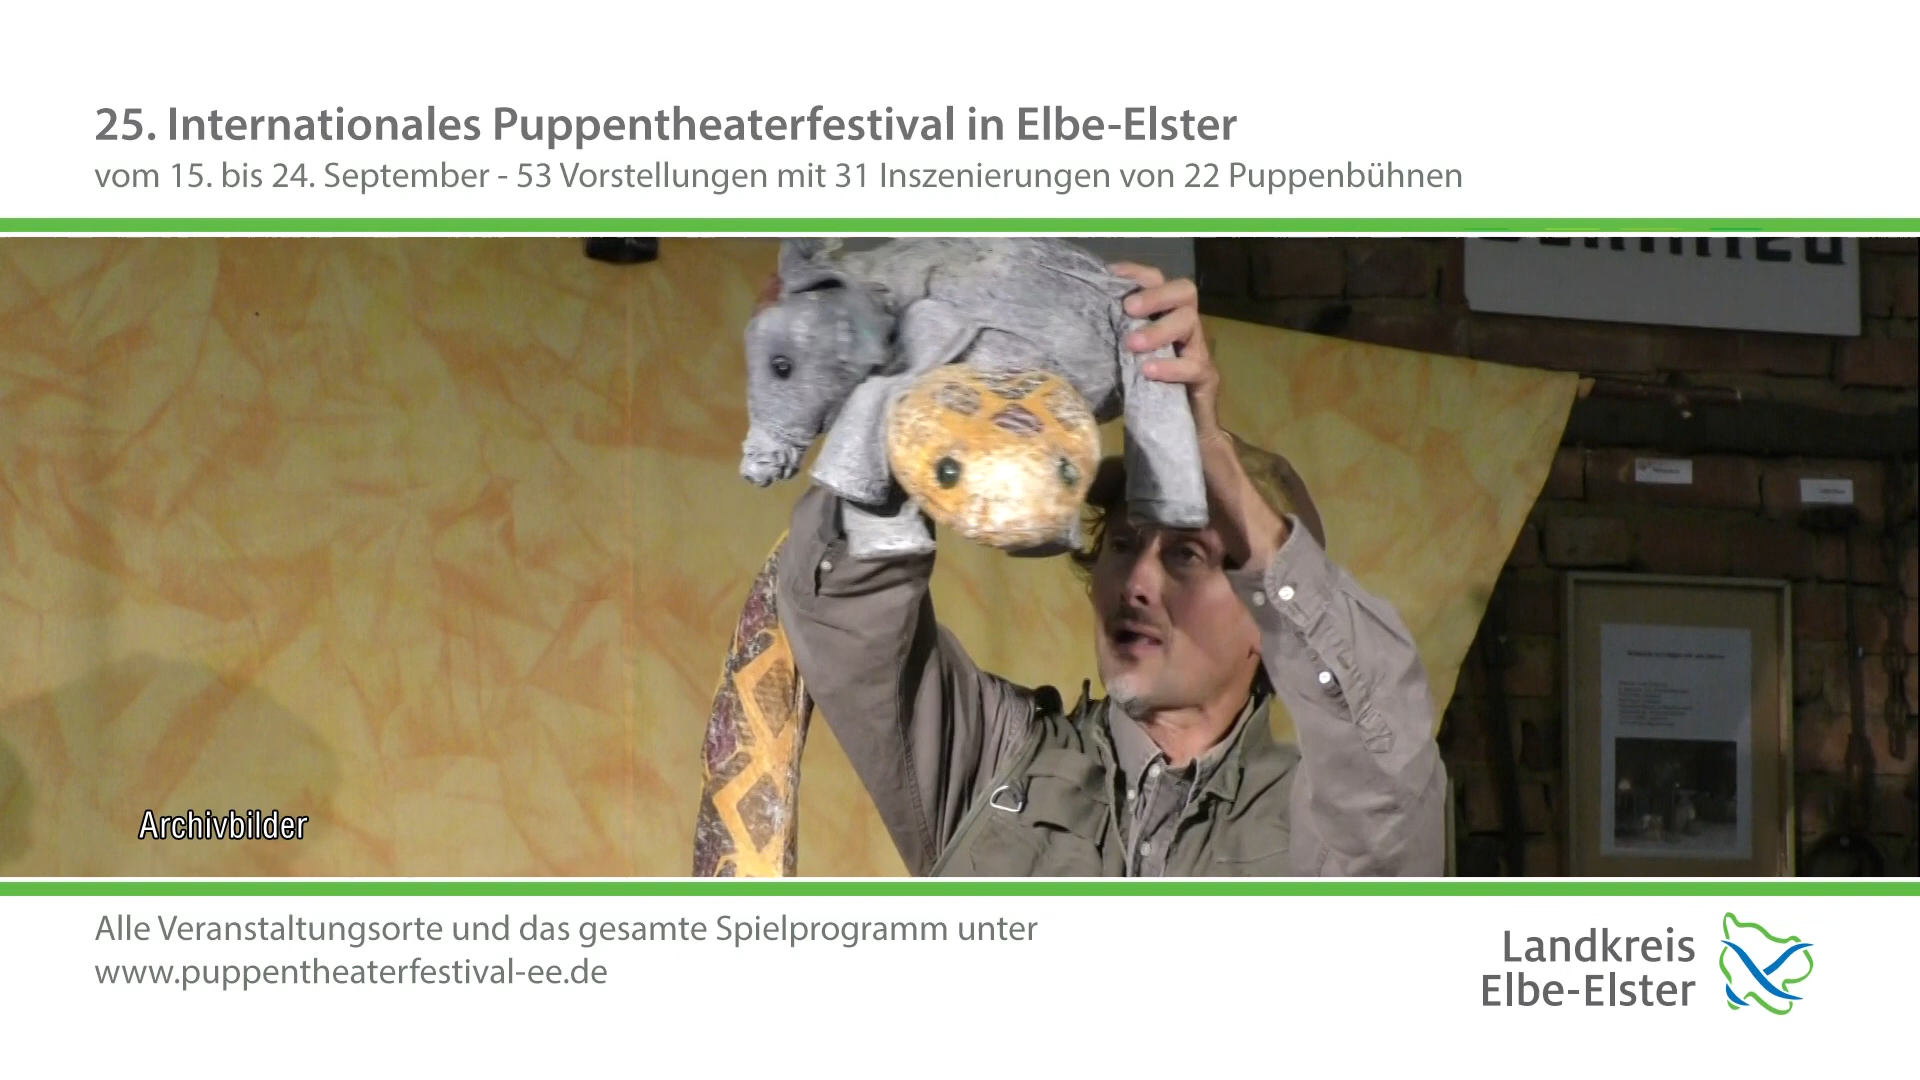 25. Internationales Puppentheaterfestival in Elbe-Elster
vom 15. bis 24. September - 53 Vorstellungen mit 31 Inszenierungen von 22 Puppenbühnen
Archivbilder
Alle Veranstaltungsorte und das gesamte Spielprogramm unter
www.puppentheaterfestival-ee.de
Landkreis
Elbe-Elster